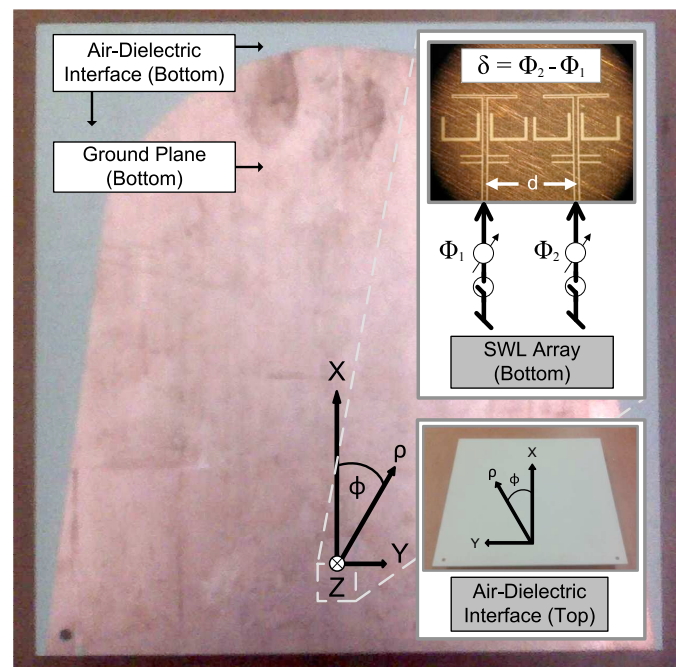 Air-Dielectric
Interface (Bottom)
Ground Plane
(Bottom)
δ = Φ2 - Φ1
d
Φ1
Φ2
SWL Array
(Bottom)
X
ρ
ϕ
Y
Z
X
ρ
ϕ
Y
Air-Dielectric
Interface (Top)